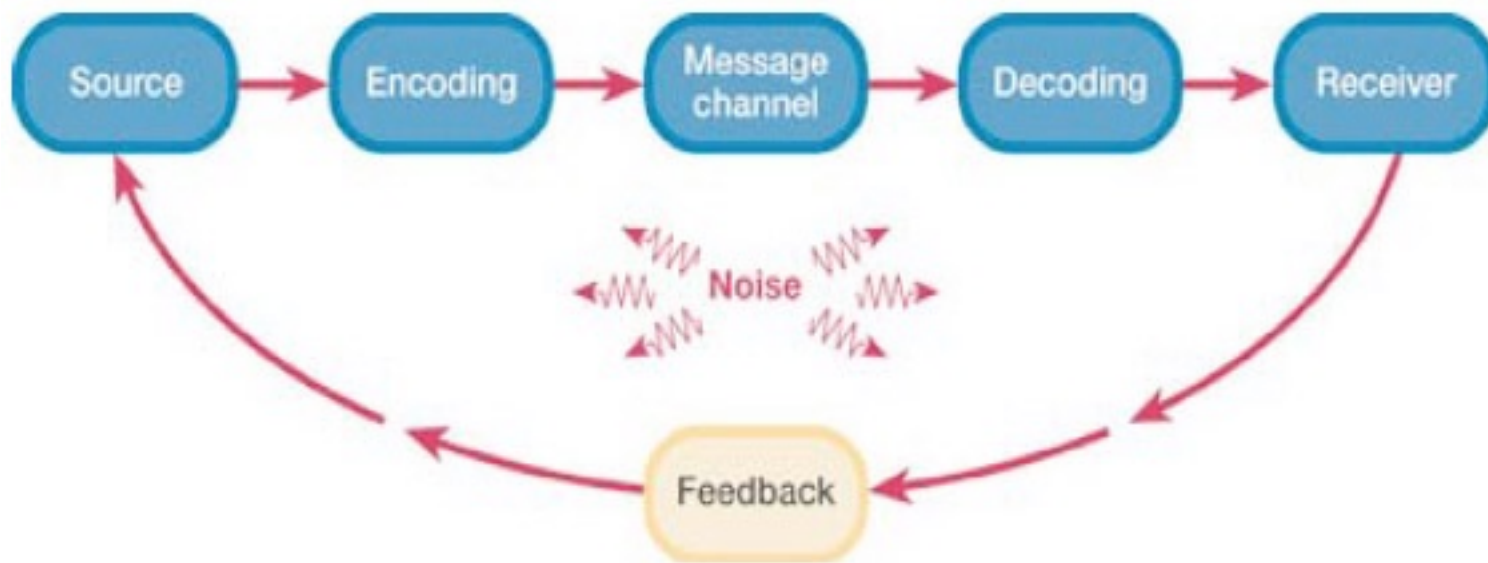 Source
Encoding
Message
channel
Decoding
Receiver
Noise
Feedback